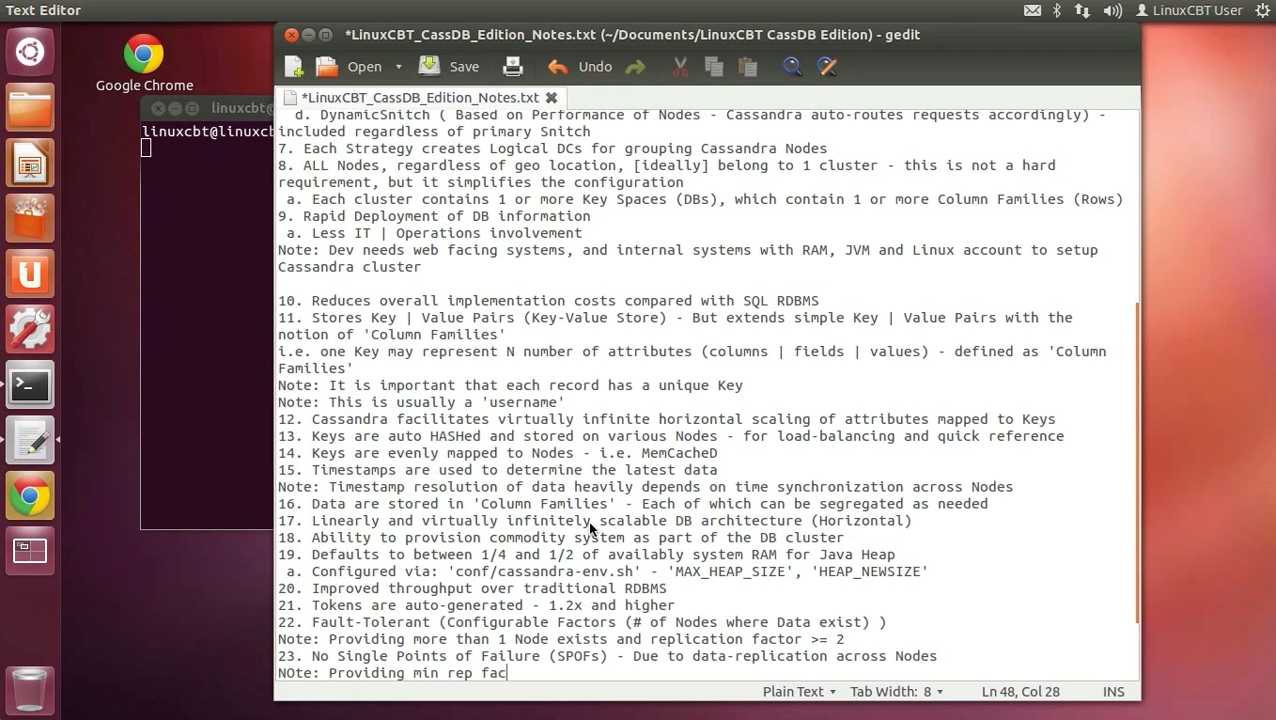 Text Editor
LinuxCBT User
*LinuxCBT_CassDB_Edition_Notes.txt (~/Documents/LinuxCBT CassDB Edition) - gedit
Google Chrome
Open
Save
Undo
*LinuxCBT_CassDB_Edition_Notes.txt
linuxcbt@
linuxcbt@linuxcb
d. DynamicSnitch ( Based on Performance of Nodes - Cassandra auto-routes requests accordingly) -
included regardless of primary Snitch
7. Each Strategy creates Logical DCs for grouping Cassandra Nodes
8. ALL Nodes, regardles of geo location, [ideally] belong to 1 cluster - this is not a hard
requirement, but it simplifies the configuration
a. Each cluster contains 1 or more Key Spaces (DBs), which contain 1 or more Column Families (Rows)
9. Rapid Deployment of DB information
a. Less IT | Operations involvement
Note: Dev needs web facing systems, and internal systems with RAM, JVM and Linux account to setup
Cassandra cluster
10. Reduces overall implementation costs compared with SQL RDBMS
11. Stores Key | Value Pairs (Key-Value Store) - But extends simple Key | Value Pairs with the
notion of 'Column Families'
i.e. one Key may represent N number of attributes (columns | fields | values) - defined as 'Column
Families'
Note: It is important that each record has a unique Key
Note: This is usually a 'username'
12. Cassandra facilitates virtually infinite horizontal scaling of attributes mapped to Keys
13. Keys are auto HASHed and stored on various Nodes - for load-balancing and quick reference
14. Keys are evenly mapped to Nodes - i.e. MemCacheD
15. Timestamps are used to determine the latest data
Note: Timestamp resolution of data heavily depends on time synchronization across Nodes
16. Data are stored in 'Column Families' - Each of which can be segregated as needed
17. Linearly and virtually infinitely scalable DB architecture (Horizontal)
18. Ability to provision commodity system as part of the DB cluster
19. Defaults to between 1/4 and 1/2 of availably system RAM for Java Heap
a. Configured via: 'conf/cassandra-env.sh' - 'MAX_HEAP_SIZE', 'HEAP_NEWSIZE'
20. Improved throughput over traditional RDBMS
21. Tokens are auto-generated - 1.2x and higher
22. Fault-Tolerant (Configurable Factors (# of Nodes where Data exist) )
Note: Providing more than 1 Node exists and replication factor >= 2
23. No Single Points of Failure (SPOFs) - Due to data-replication across Nodes
NOte: Providing min rep fac
Plain Text
Tab Width: 8
Ln 48, Col 28
INS